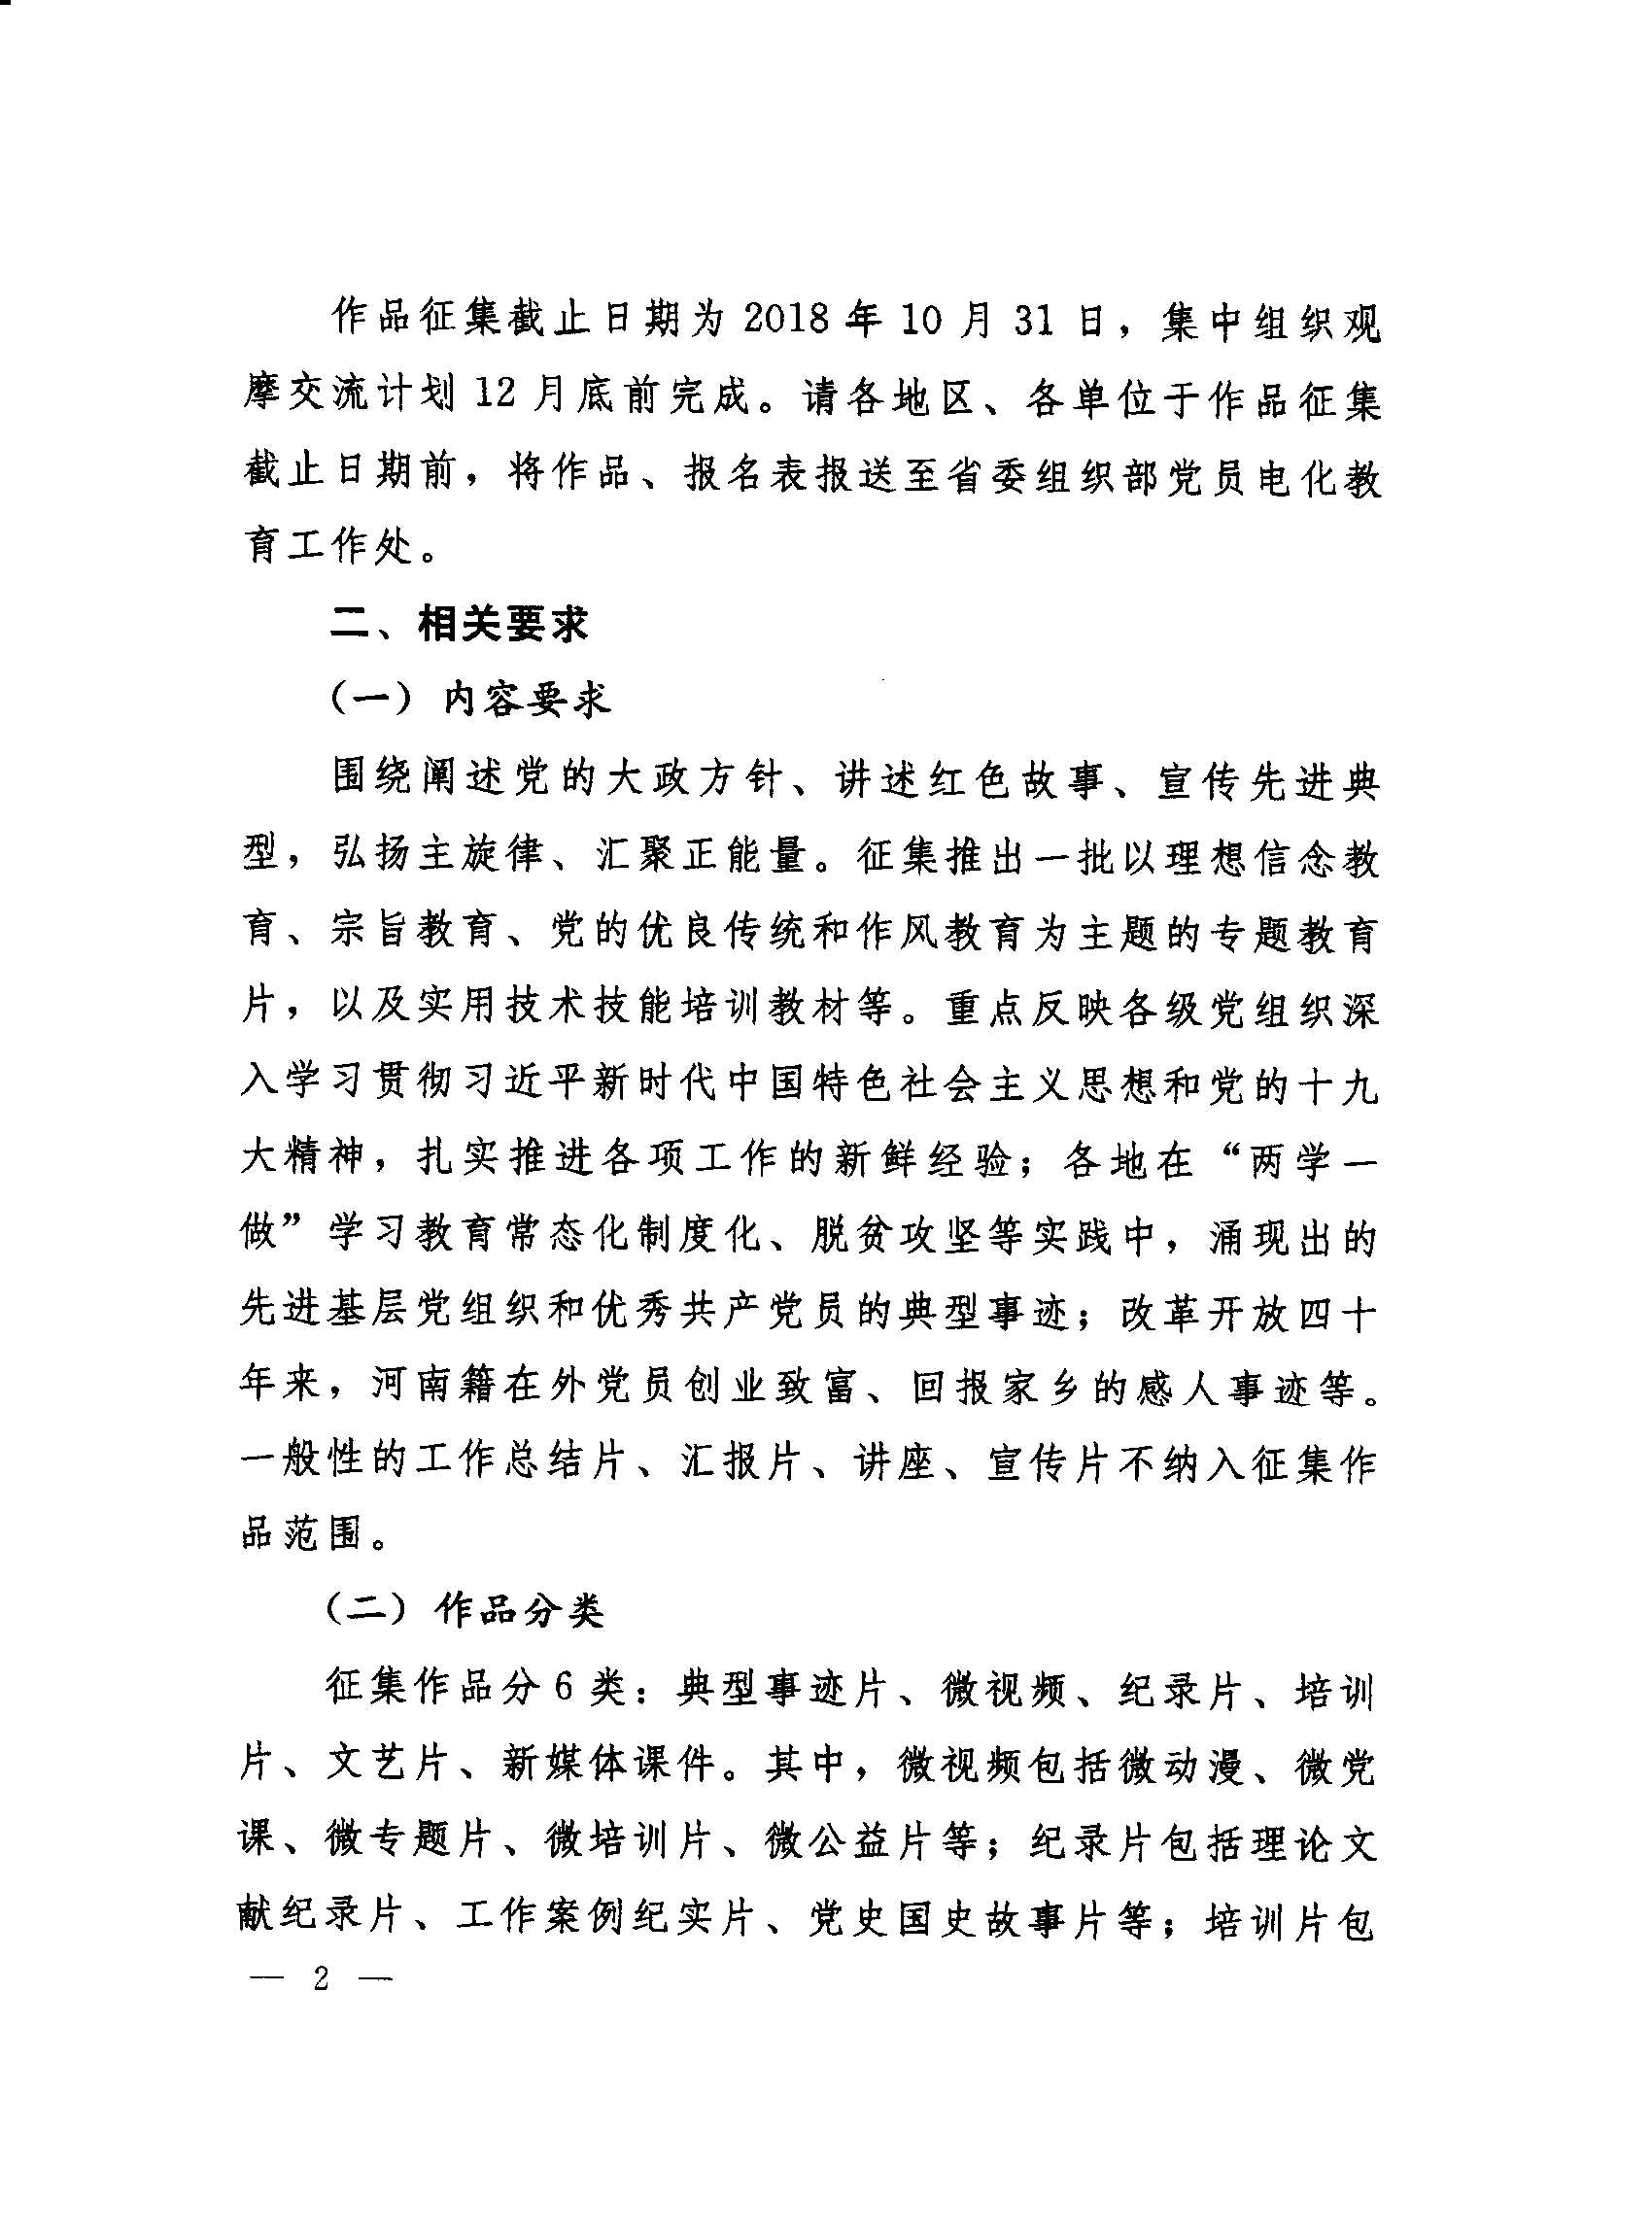 作品征集截止日期为2018年10月31日，集中组织观
摩交流计划12月底前完成。请各地区、各单位于作品征集
截止日期前，将作品、报名表报送至省委组织部党员电化教
育工作处。
二、相关要求
（一）内容要求
围绕阐述党的大政方针、讲述红色故事、宣传先进典
型，弘扬主旋律、汇聚正能量。征集推出一批以理想信念教
育、宗旨教育、党的优良传统和作风教育为主题的专题教育
片，以及实用技术技能培训教材等。重点反映各级党组织深
入学习贯彻习近平新时代中国特色社会主义思想和党的十九
大精神，扎实推进各项工作的新鲜经验；各地在“两学一
做”学习教育常态化制度化、脱贫攻坚等实践中，涌现出的
先进基层党组织和优秀共产党员的典型事迹；改革开放四十
年来，河南籍在外党员创业致富、回报家乡的感人事迹等。
一般性的工作总结片、汇报片、讲座、宣传片不纳入征集作
品范围。
（二）作品分类
征集作品分6类：典型事迹片、微视频、纪录片、培训
片、文艺片、新媒体课件。其中，微视频包括微动漫、微党
课、微专题片、微培训片、微公益片等；纪录片包括理论文
献纪录片、工作案例纪实片、党史国史故事片等；培训片包
— 2 —